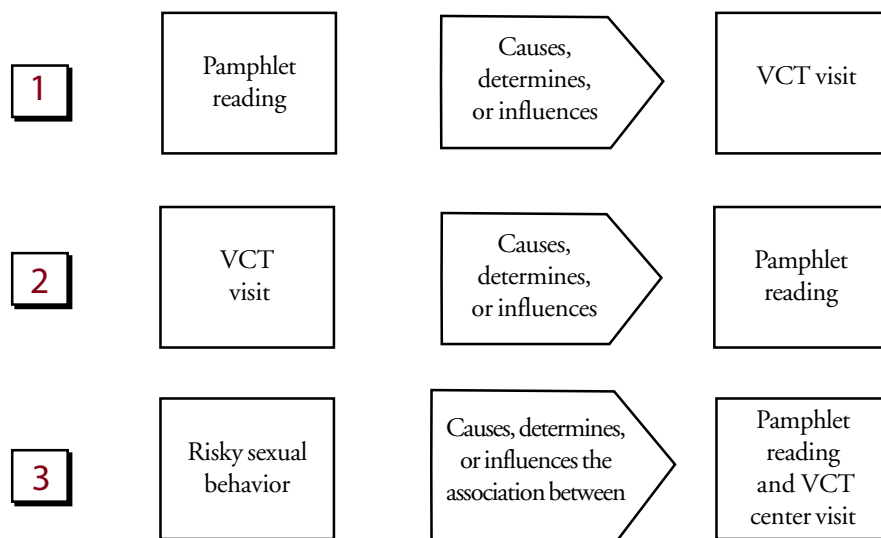 1
Pamphlet
reading
Causes,
determines,
or influences
VCT visit
2
VCT
visit
Causes,
determines,
or influences
Pamphlet
reading
3
Risky sexual
behavior
Causes, determines,
or influences the
association between
Pamphlet
reading
and VCT
center visit